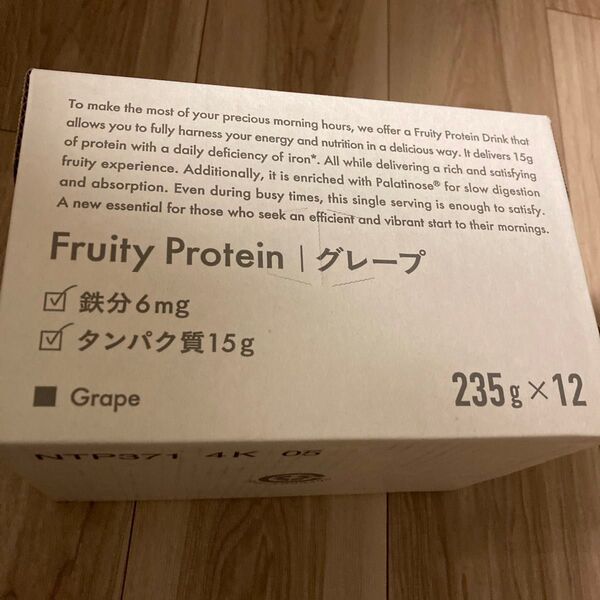 To make the most of your precious morning hours, we offer a Fruity Protein Drink that
allows you to fully harness your energy and nutrition in a delicious way. It delivers 15g
of protein with a daily deficiency of iron*. All while delivering a rich and satisfying
fruity experience. Additionally, it is enriched with Palatinose® for slow digestion
and absorption. Even during busy times, this single serving is enough to satisfy.
A new essential for those who seek an efficient and vibrant start to their mornings.
Fruity Protein | グレープ
鉄分6mg
タンパク質15g
Grape
235g×12
NTP371 4K 05